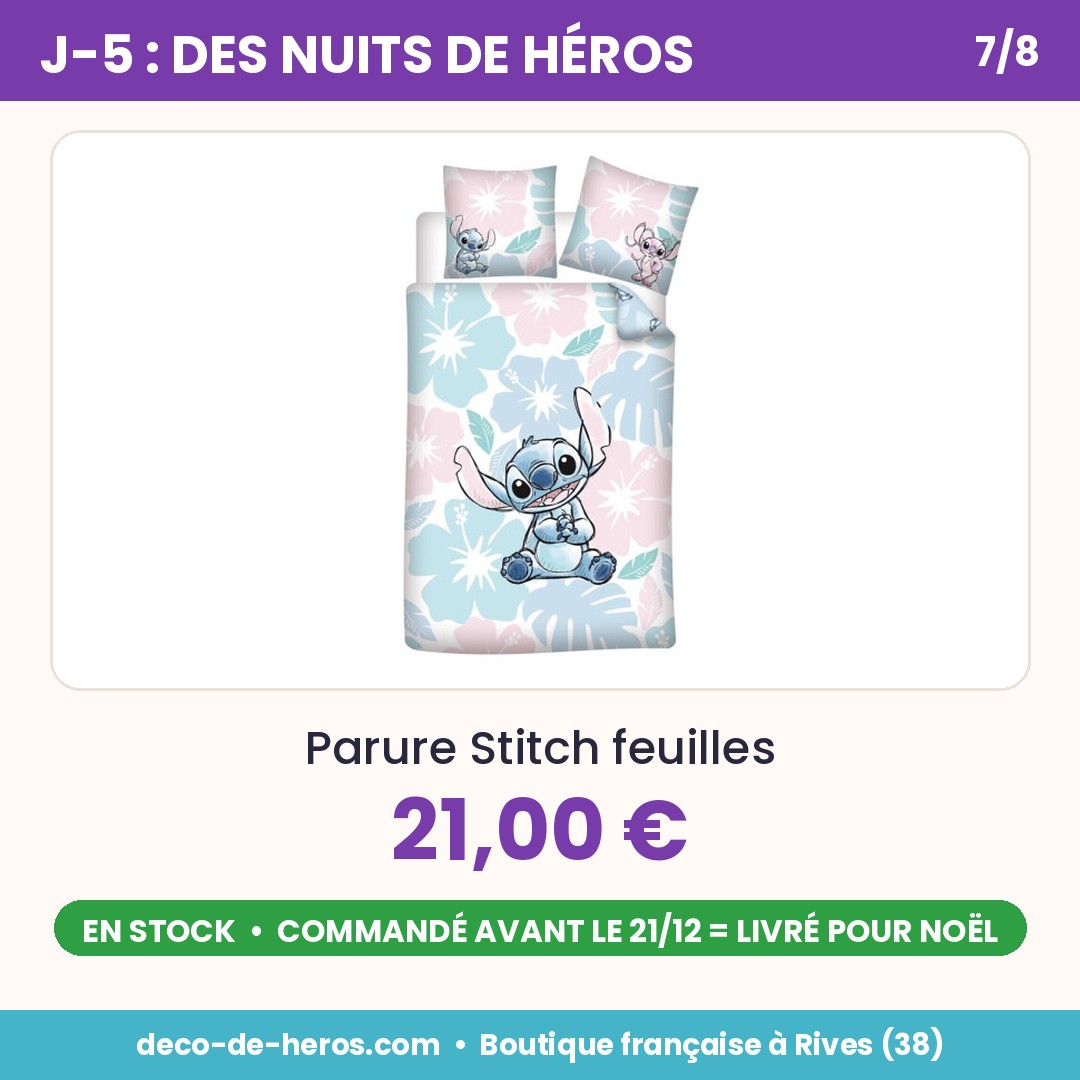 J-5 : DES NUITS DE HÉROS
7/8
Parure Stitch feuilles
21,00 €
EN STOCK • COMMANDÉ AVANT LE 21/12 = LIVRÉ POUR NOËL
deco-de-heros.com • Boutique française à Rives (38)